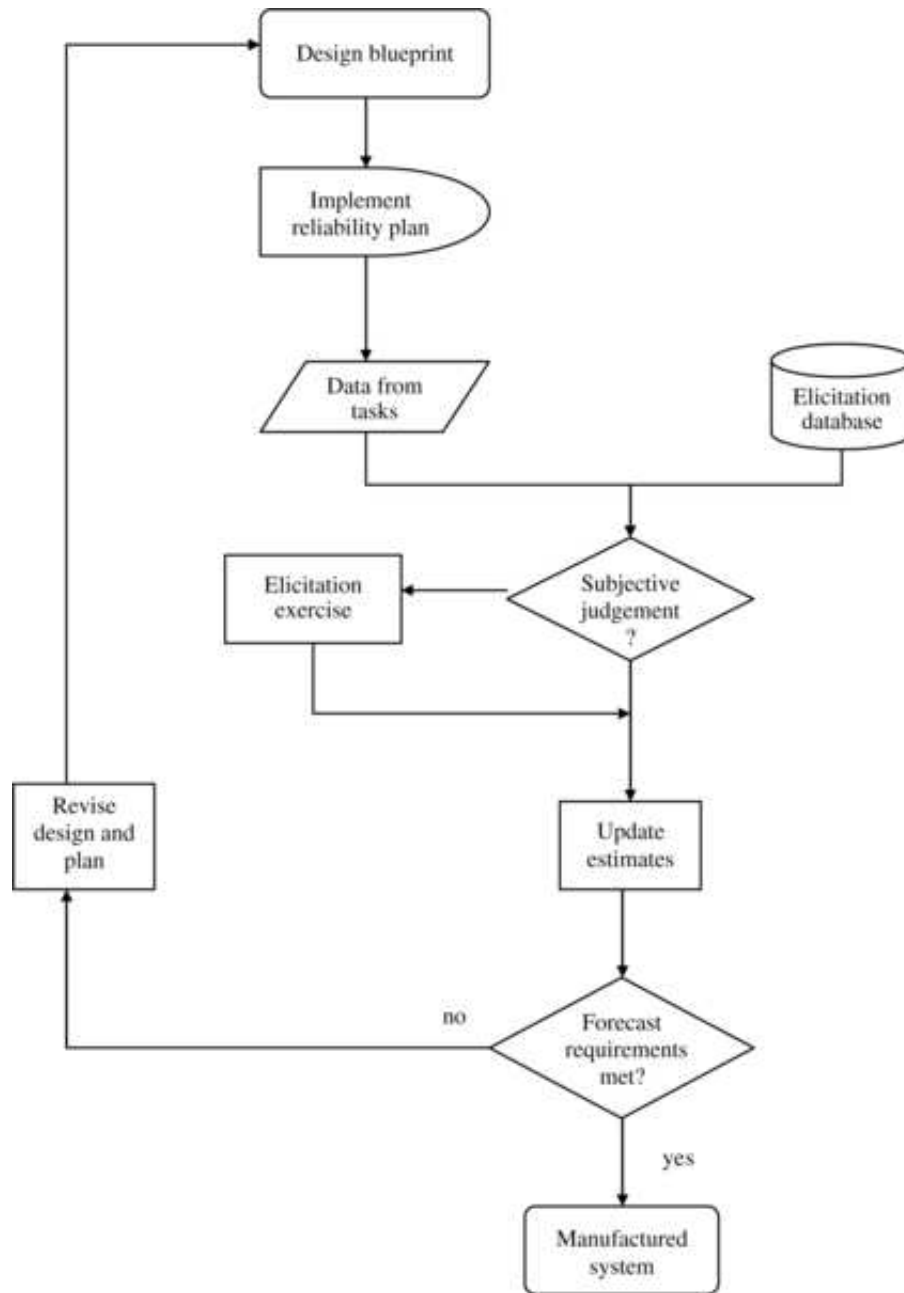 Design blueprint
Implement
reliability plan
Data from
tasks
Elicitation
database
Elicitation
exercise
Subjective
judgement
?
Revise
design and
plan
Update
estimates
no
Forecast
requirements
met?
yes
Manufactured
system